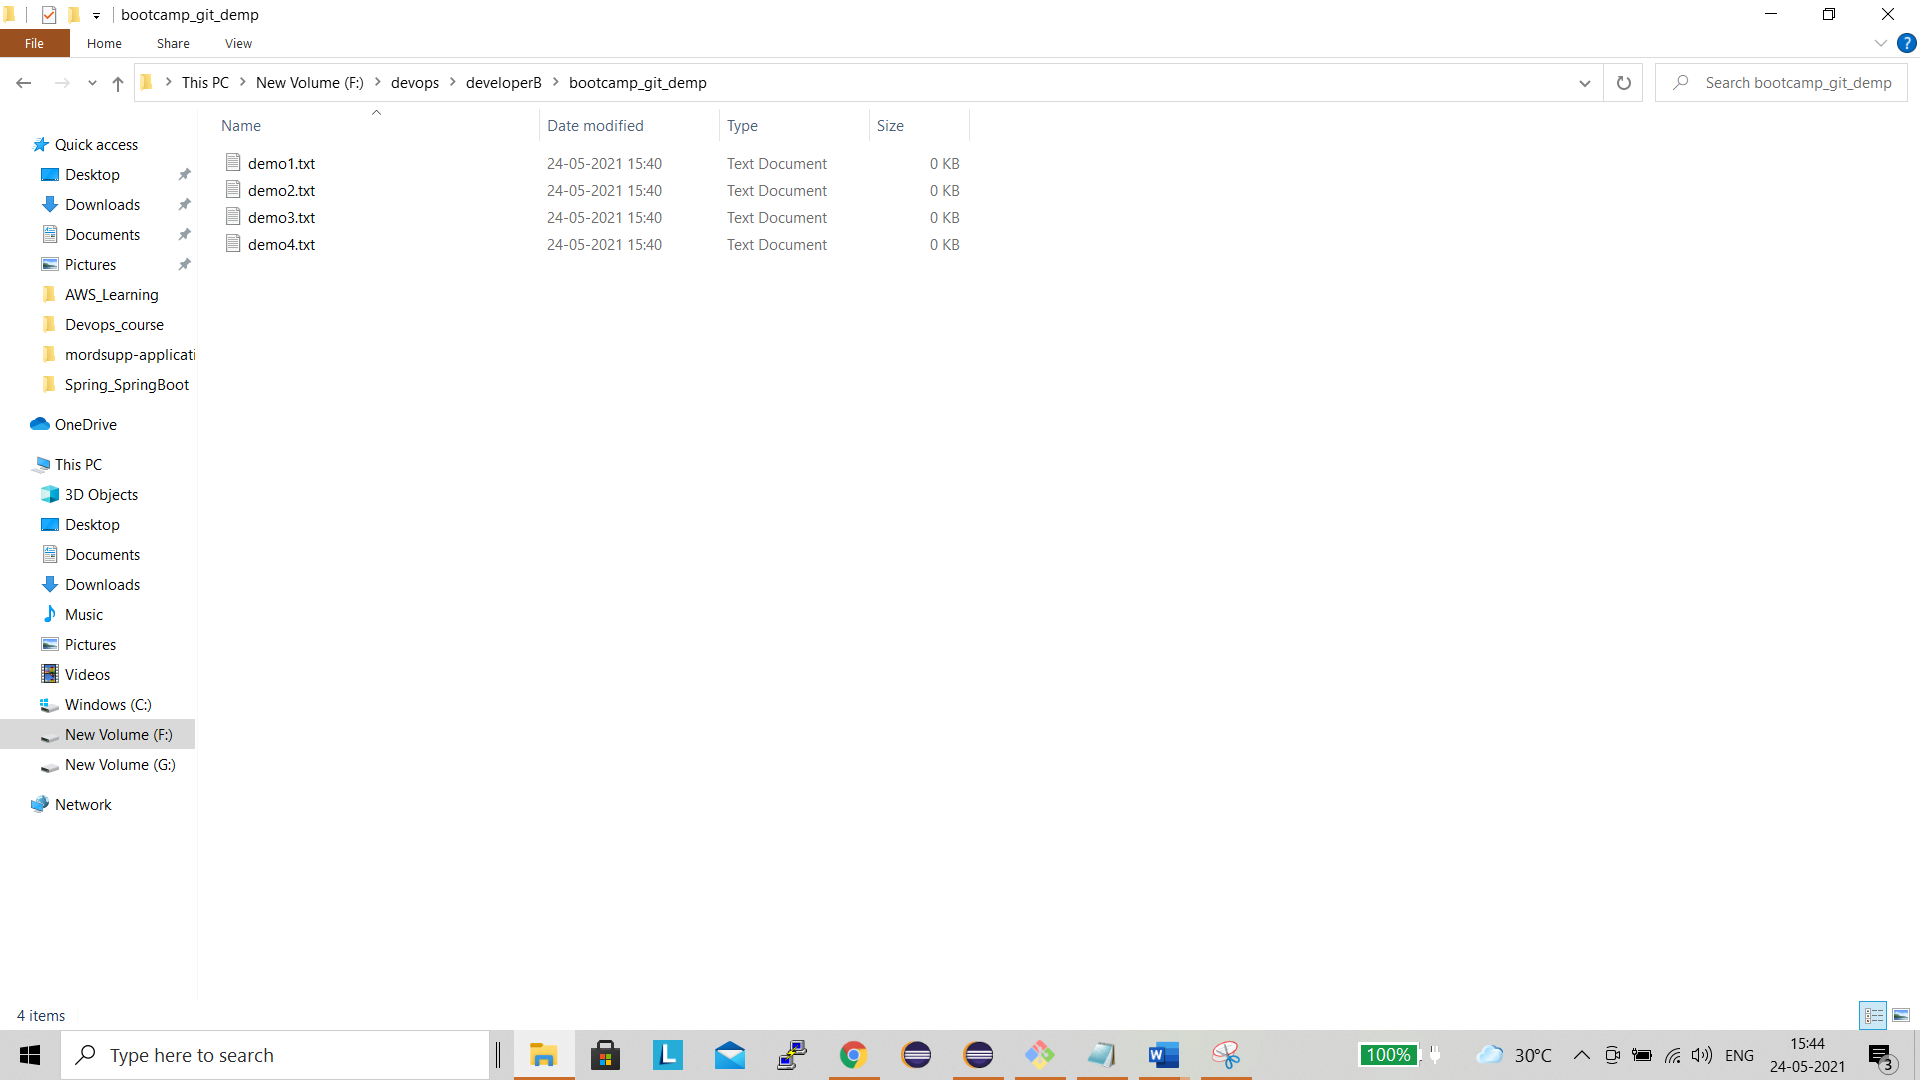 bootcamp_git_demp
File Home Share View
This PC New Volume (F:) devops developerB bootcamp_git_demp Search bootcamp_git_demp
Name Date modified Type Size
demo1.txt 24-05-2021 15:40 Text Document 0 KB
demo2.txt 24-05-2021 15:40 Text Document 0 KB
demo3.txt 24-05-2021 15:40 Text Document 0 KB
demo4.txt 24-05-2021 15:40 Text Document 0 KB
Quick access
Desktop
Downloads
Documents
Pictures
AWS_Learning
Devops_course
mordsupp-applicati
Spring_SpringBoot
OneDrive
This PC
3D Objects
Desktop
Documents
Downloads
Music
Pictures
Videos
Windows (C:)
New Volume (F:)
New Volume (G:)
Network
4 items
Type here to search
100% 30°C ENG
15:44
24-05-2021
3